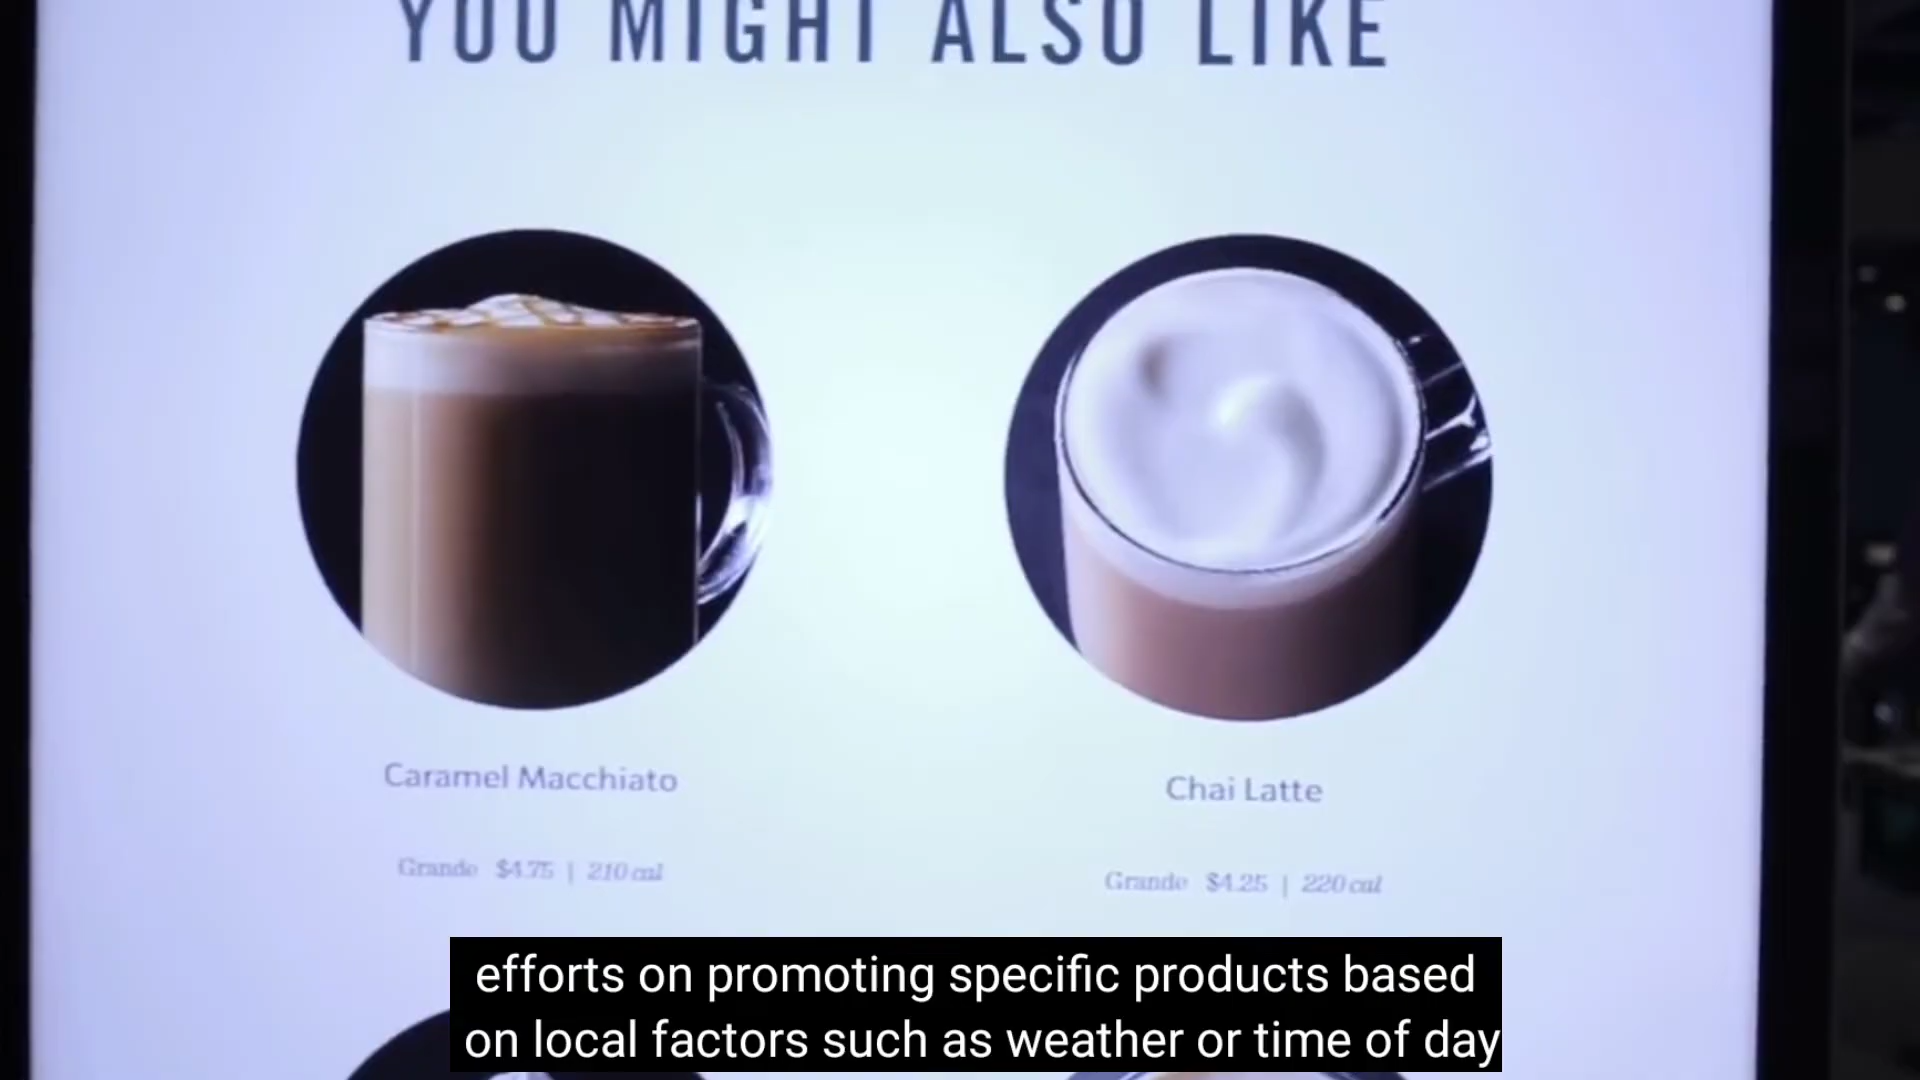 YOU MIGHT ALSO LIKE
Caramel Macchiato
Chai Latte
Grande $4.75 | 210 cal
Grande $4.25 | 220 cal
efforts on promoting specific products based
on local factors such as weather or time of day